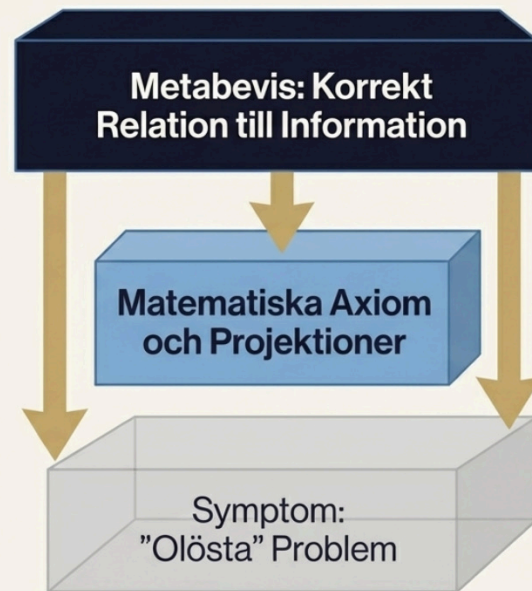 Metabevis: Korrekt
Relation till Information
Matematiska Axiom
och Projektioner
Symptom:
"Olösta" Problem